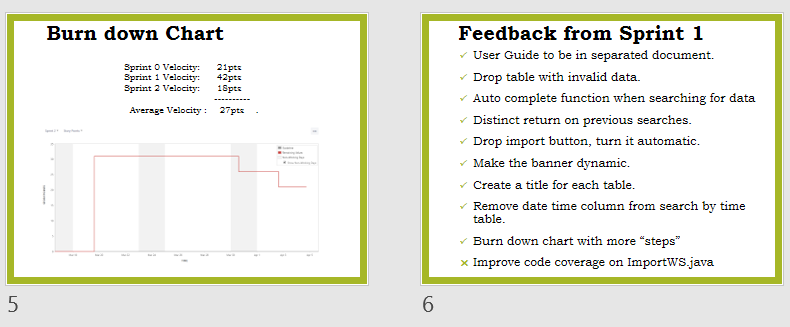 Burn down Chart
Sprint 0 Velocity: 21pts
Sprint 1 Velocity: 42pts
Sprint 2 Velocity: 18pts
----------
Average Velocity : 27pts .
5
Feedback from Sprint 1
User Guide to be in separated document.
Drop table with invalid data.
Auto complete function when searching for data
Distinct return on previous searches.
Drop import button, turn it automatic.
Make the banner dynamic.
Create a title for each table.
Remove date time column from search by time
table.
Burn down chart with more “steps”
Improve code coverage on ImportWS.java
6